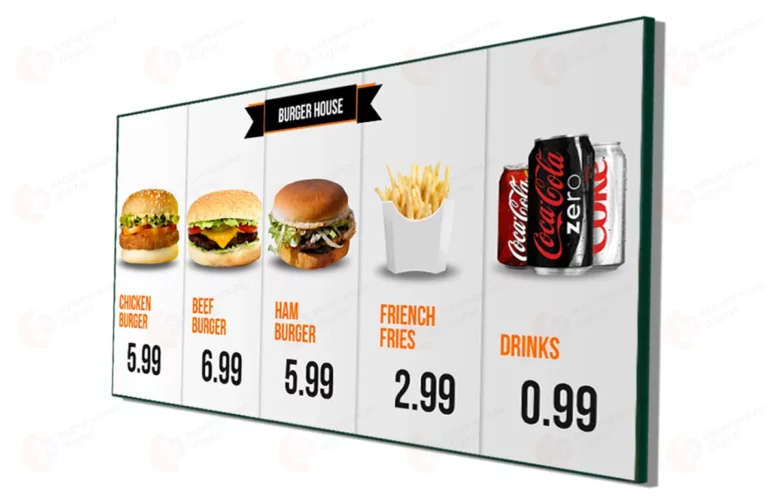 BURGER HOUSE
CHICKEN
BURGER
5.99
BEEF
BURGER
6.99
HAM
BURGER
5.99
FRIENCH
FRIES
2.99
DRINKS
0.99
Coca-Cola
Coca-Cola
zero
Coke